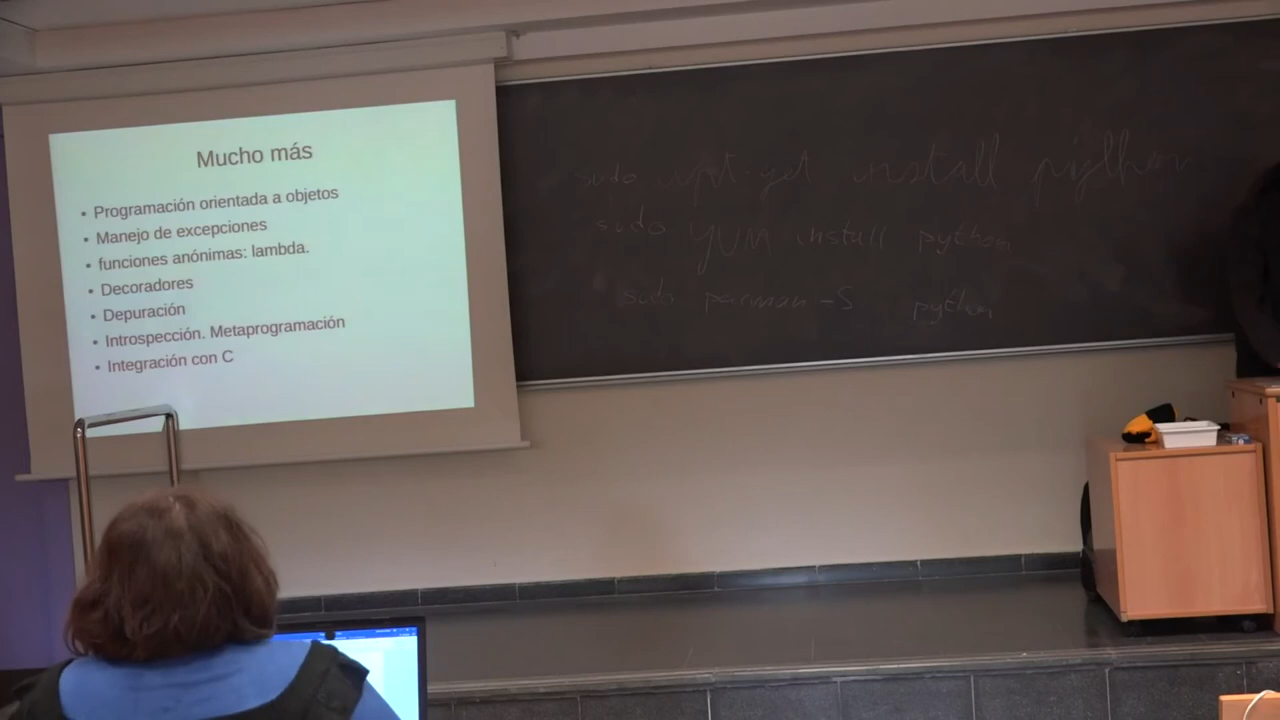 Mucho más
• Programación orientada a objetos
• Manejo de excepciones
• funciones anónimas: lambda.
• Decoradores
• Depuración
• Introspección. Metaprogramación
• Integración con C
sudo apt-get install python
sudo YUM install python
sudo pacman -S python